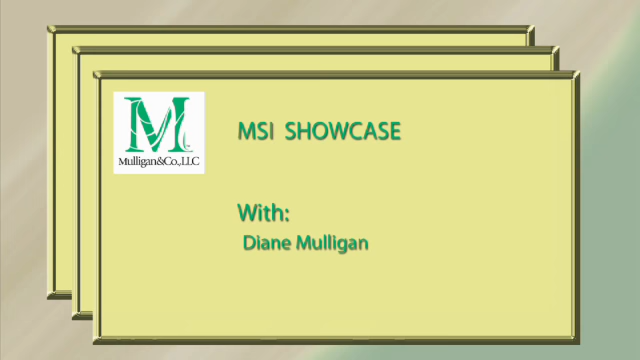 M
Mulligan&Co.,LLC
MSI SHOWCASE
With:
Diane Mulligan